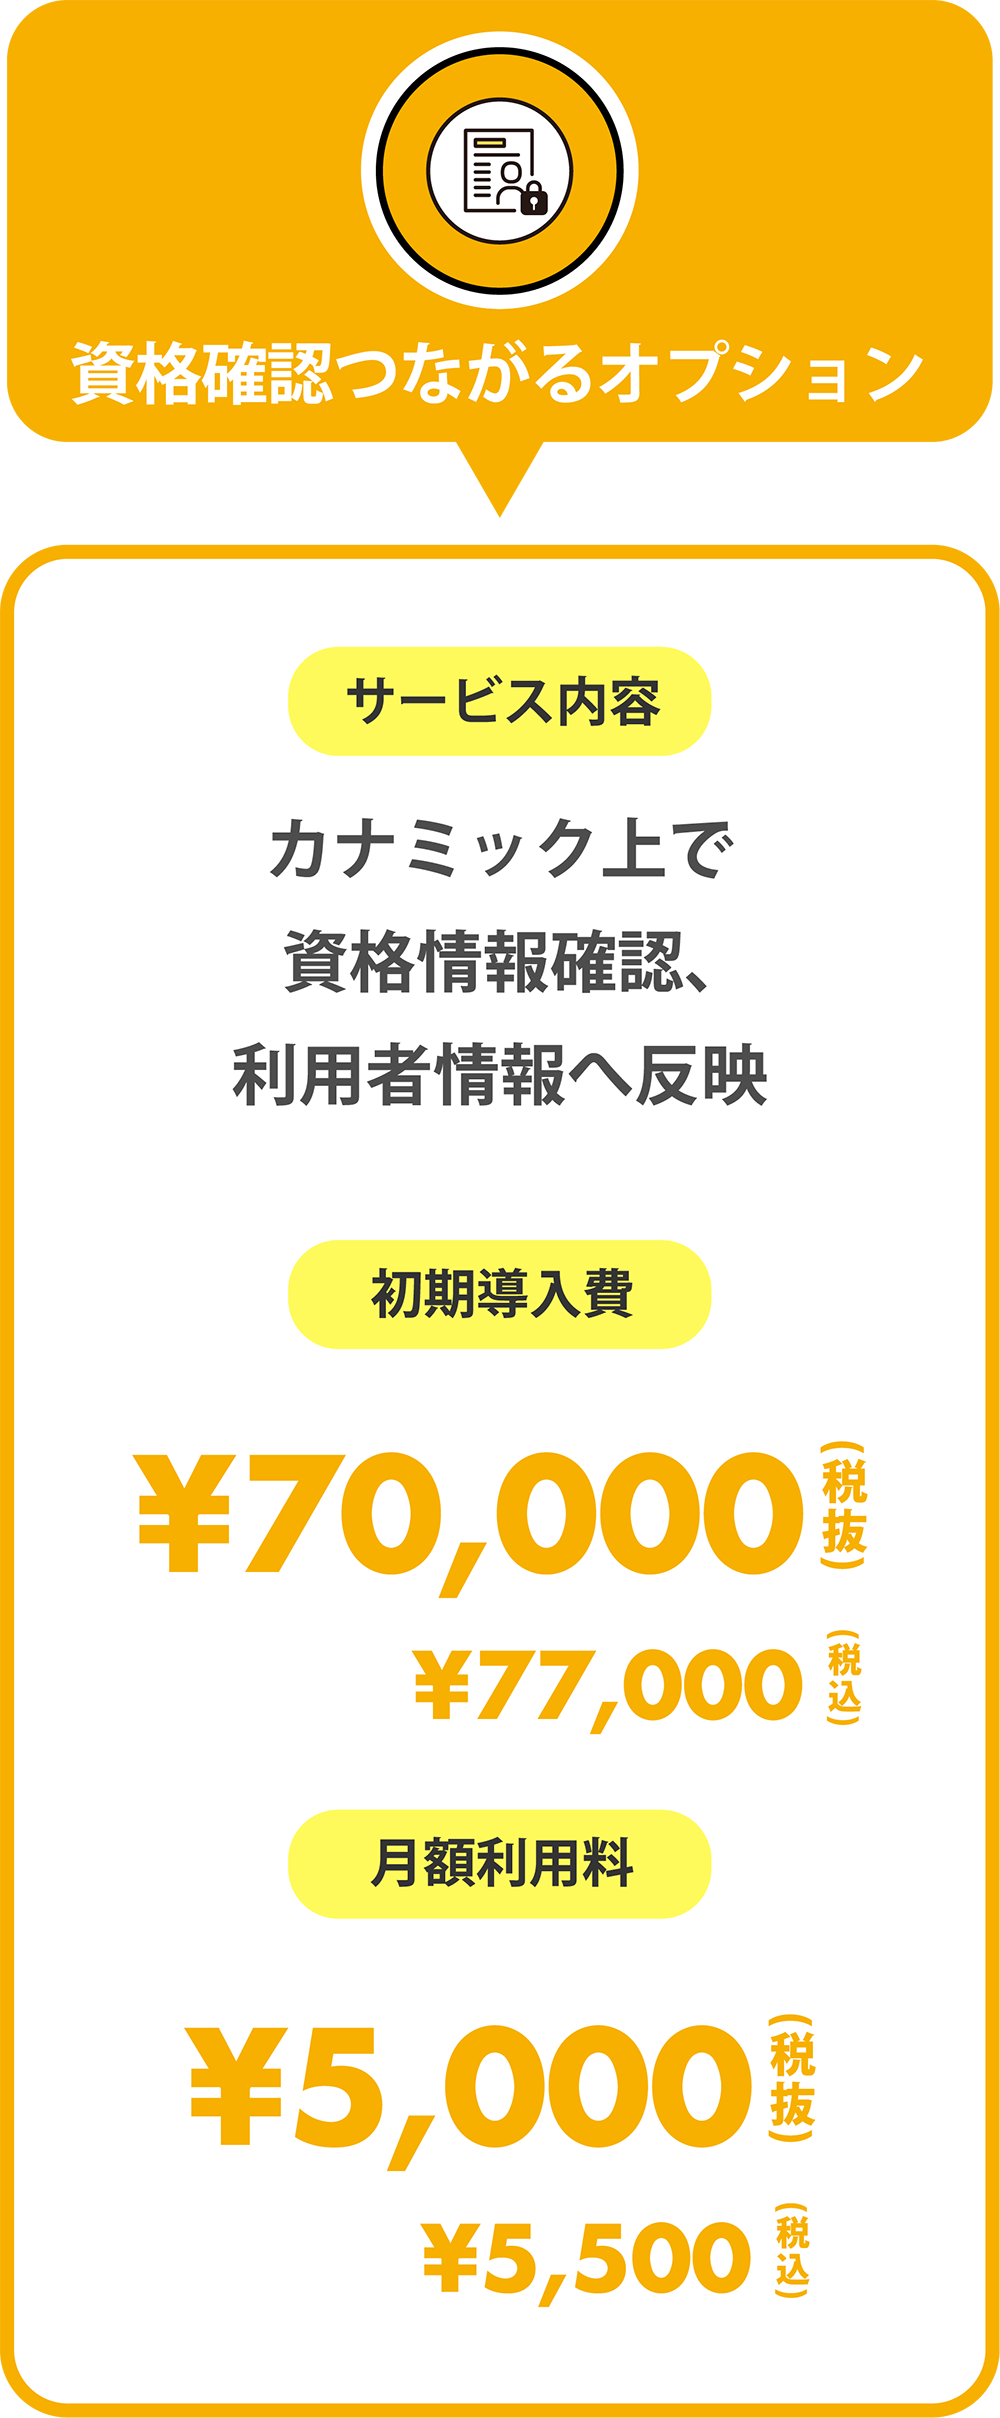 資格確認つながるオプション
サービス内容
カナミック上で
資格情報確認、
利用者情報へ反映
初期導入費
¥70,000(税抜)
¥77,000(税込)
月額利用料
¥5,000(税抜)
¥5,500(税込)